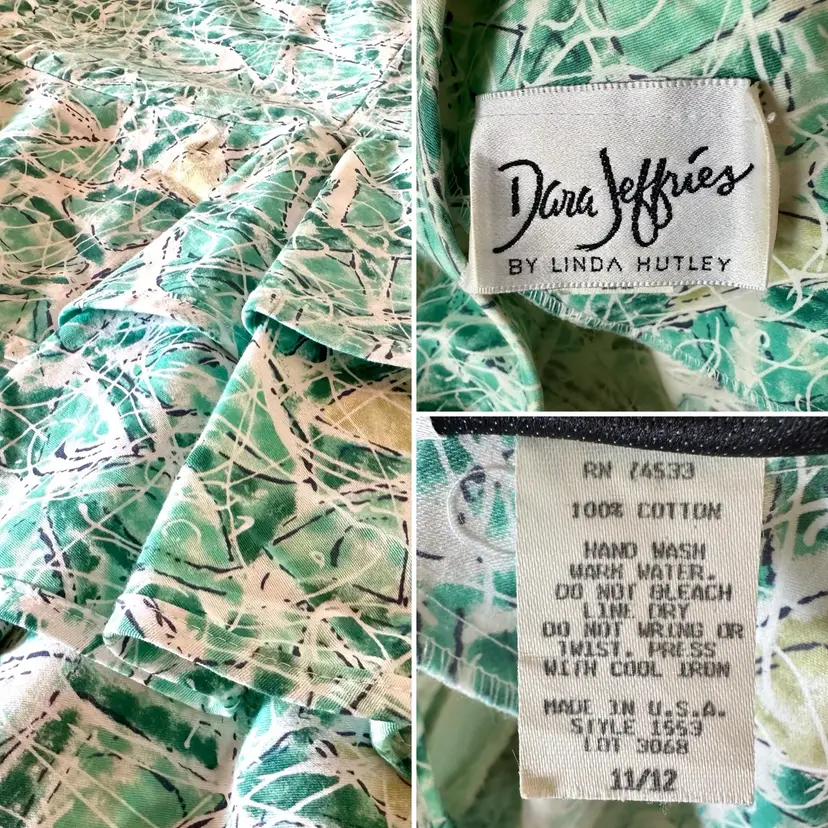 Dara Jeffries
BY LINDA HUTLEY
RN 74533
100% COTTON
HAND WASH
WARM WATER.
DO NOT BLEACH
LINE DRY
DO NOT WRING OR
TWIST. PRESS
WITH COOL IRON
MADE IN U.S.A.
STYLE 1553
LOT 3068
11/12